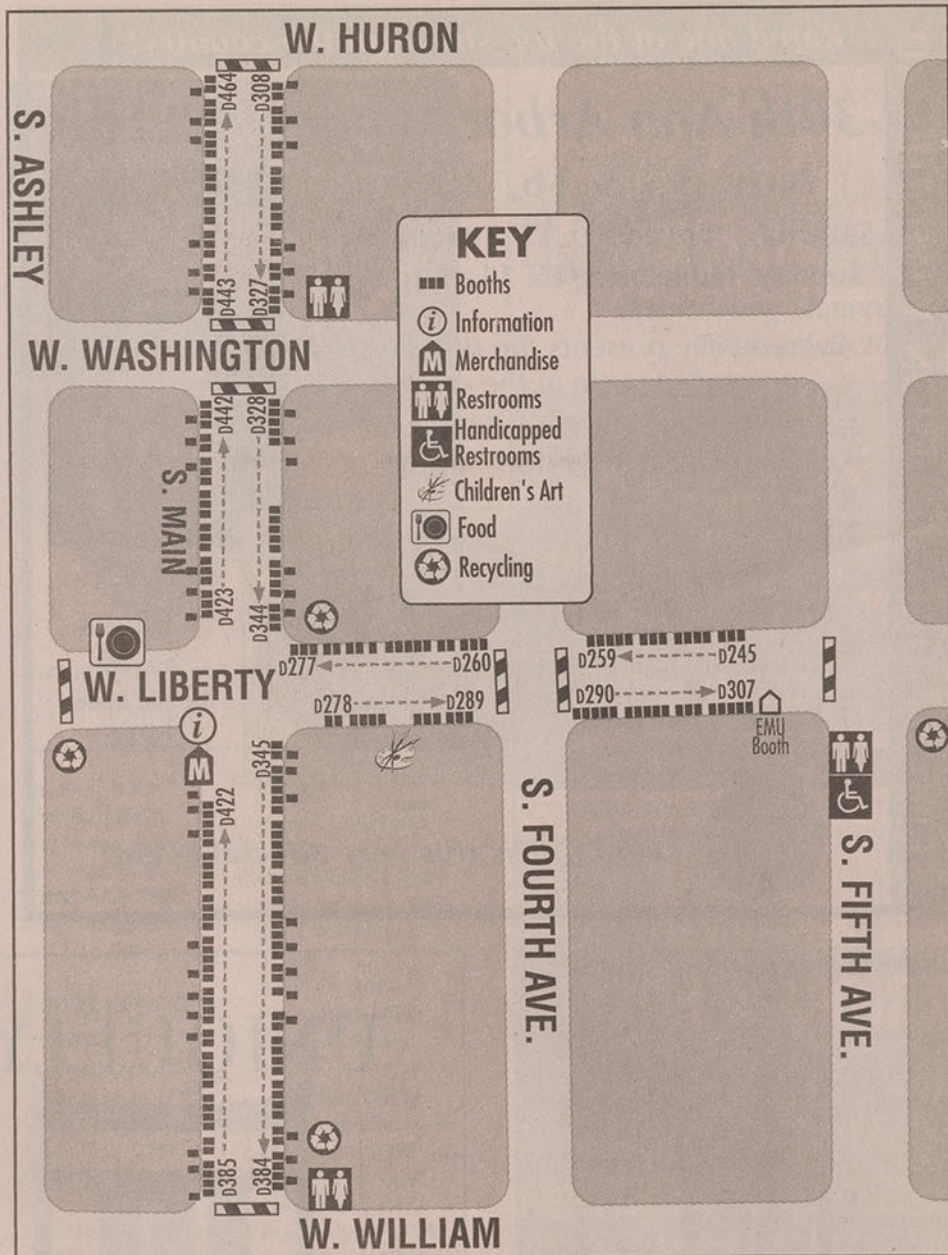 W. HURON
S. ASHLEY
D464
D308
D443
D327
KEY
Booths
i Information
M Merchandise
Restrooms
Handicapped
Restrooms
Children's Art
Food
Recycling
W. WASHINGTON
D442
D328
S. MAIN
D423
D344
D277
D260
D259
D245
W. LIBERTY
D278
D289
D290
D307
EMU
Booth
i
M
D345
D422
S. FOURTH AVE.
S. FIFTH AVE.
D385
D384
W. WILLIAM